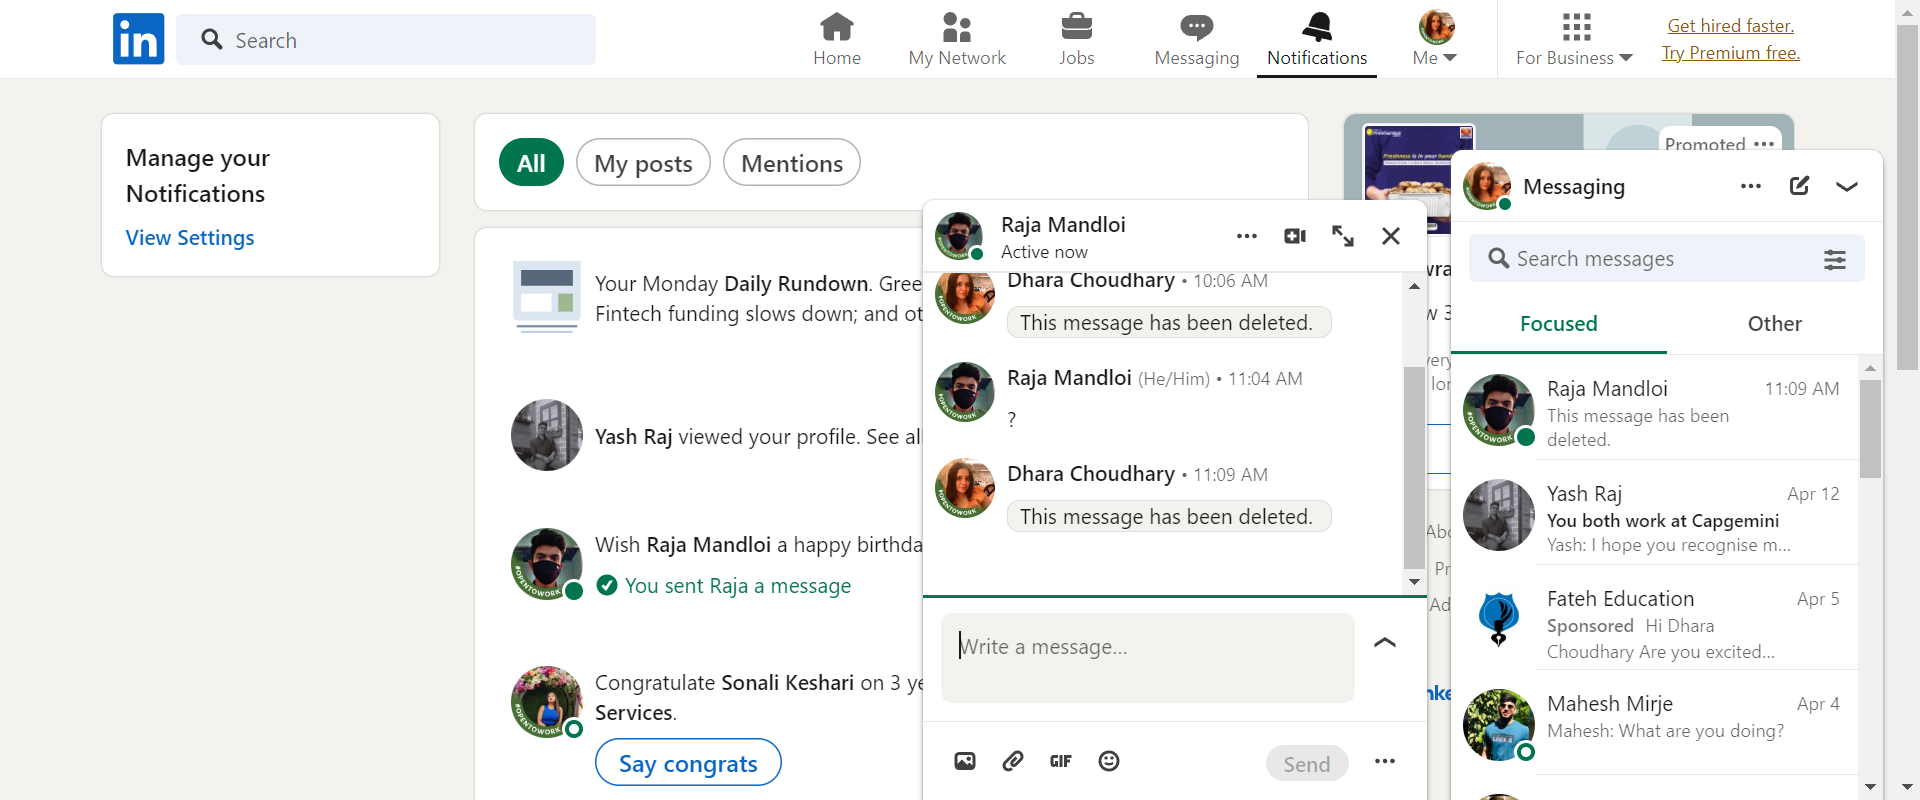 in
Search
Home
My Network
Jobs
Messaging
Notifications
Me
For Business
Get hired faster.
Try Premium free.
Manage your
Notifications
View Settings
All
My posts
Mentions
Your Monday Daily Rundown. Gree
Fintech funding slows down; and ot
Yash Raj viewed your profile. See al
Wish Raja Mandloi a happy birthda
You sent Raja a message
Congratulate Sonali Keshari on 3 ye
Services.
Say congrats
Promoted
Freshness is in your hand
Raja Mandloi
Active now
Dhara Choudhary • 10:06 AM
This message has been deleted.
Raja Mandloi (He/Him) • 11:04 AM
?
Dhara Choudhary • 11:09 AM
This message has been deleted.
Write a message...
GIF
Send
Messaging
Search messages
Focused
Other
Raja Mandloi 11:09 AM
This message has been
deleted.
Yash Raj Apr 12
You both work at Capgemini
Yash: I hope you recognise m...
Fateh Education Apr 5
Sponsored Hi Dhara
Choudhary Are you excited...
Mahesh Mirje Apr 4
Mahesh: What are you doing?